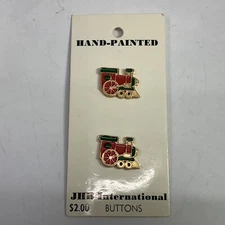 HAND-PAINTED
JHB International
$2.00 BUTTONS